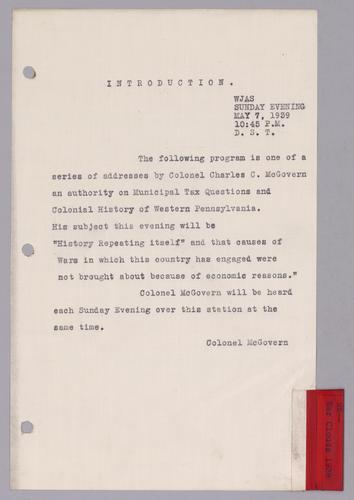 INTRODUCTION.
WJAS
SUNDAY EVENING
MAY 7, 1939
10:45 P.M.
D. S. T.
The following program is one of a
series of addresses by Colonel Charles C. McGovern
an authority on Municipal Tax Questions and
Colonial History of Western Pennsylvania.
His subject this evening will be
"History Repeating itself" and that causes of
Wars in which this country has engaged were
not brought about because of economic reasons."
Colonel McGovern will be heard
each Sunday Evening over this station at the
same time.
Colonel McGovern
War Clouds 1939